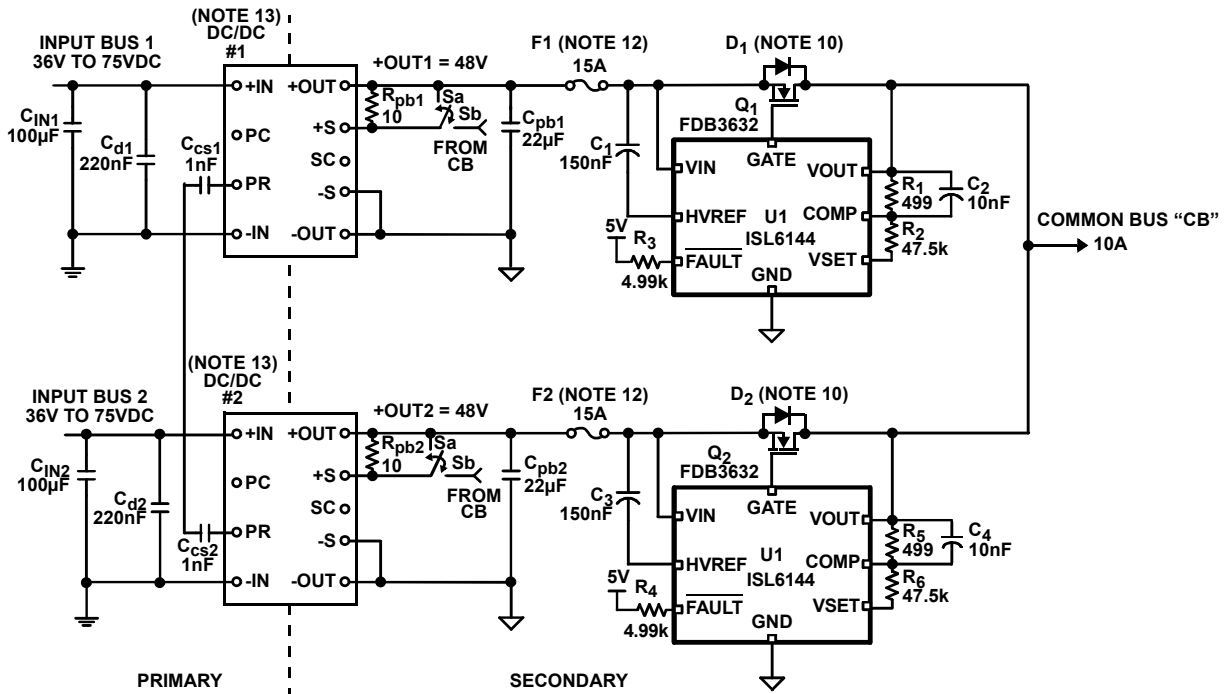 (NOTE 13)
DC/DC
#1
INPUT BUS 1
36V TO 75VDC
CIN1
100µF
Cd1
220nF
Ccs1
1nF
+IN
PC
PR
-IN
+OUT
+S
SC
-S
-OUT
+OUT1 = 48V
Rpb1
10
Sa
Sb
FROM
CB
Cpb1
22µF
F1 (NOTE 12)
15A
D1 (NOTE 10)
Q1
FDB3632
C1
150nF
5V
R3
4.99k
GATE
VIN
HVREF
FAULT
U1
ISL6144
GND
VOUT
COMP
VSET
R1
499
R2
47.5k
C2
10nF
COMMON BUS “CB”
10A
(NOTE 13)
DC/DC
#2
INPUT BUS 2
36V TO 75VDC
CIN2
100µF
Cd2
220nF
Ccs2
1nF
+IN
PC
PR
-IN
+OUT
+S
SC
-S
-OUT
+OUT2 = 48V
Rpb2
10
Sa
Sb
FROM
CB
Cpb2
22µF
F2 (NOTE 12)
15A
D2 (NOTE 10)
Q2
FDB3632
C3
150nF
5V
R4
4.99k
GATE
VIN
HVREF
FAULT
U1
ISL6144
GND
VOUT
COMP
VSET
R5
499
R6
47.5k
C4
10nF
PRIMARY
SECONDARY